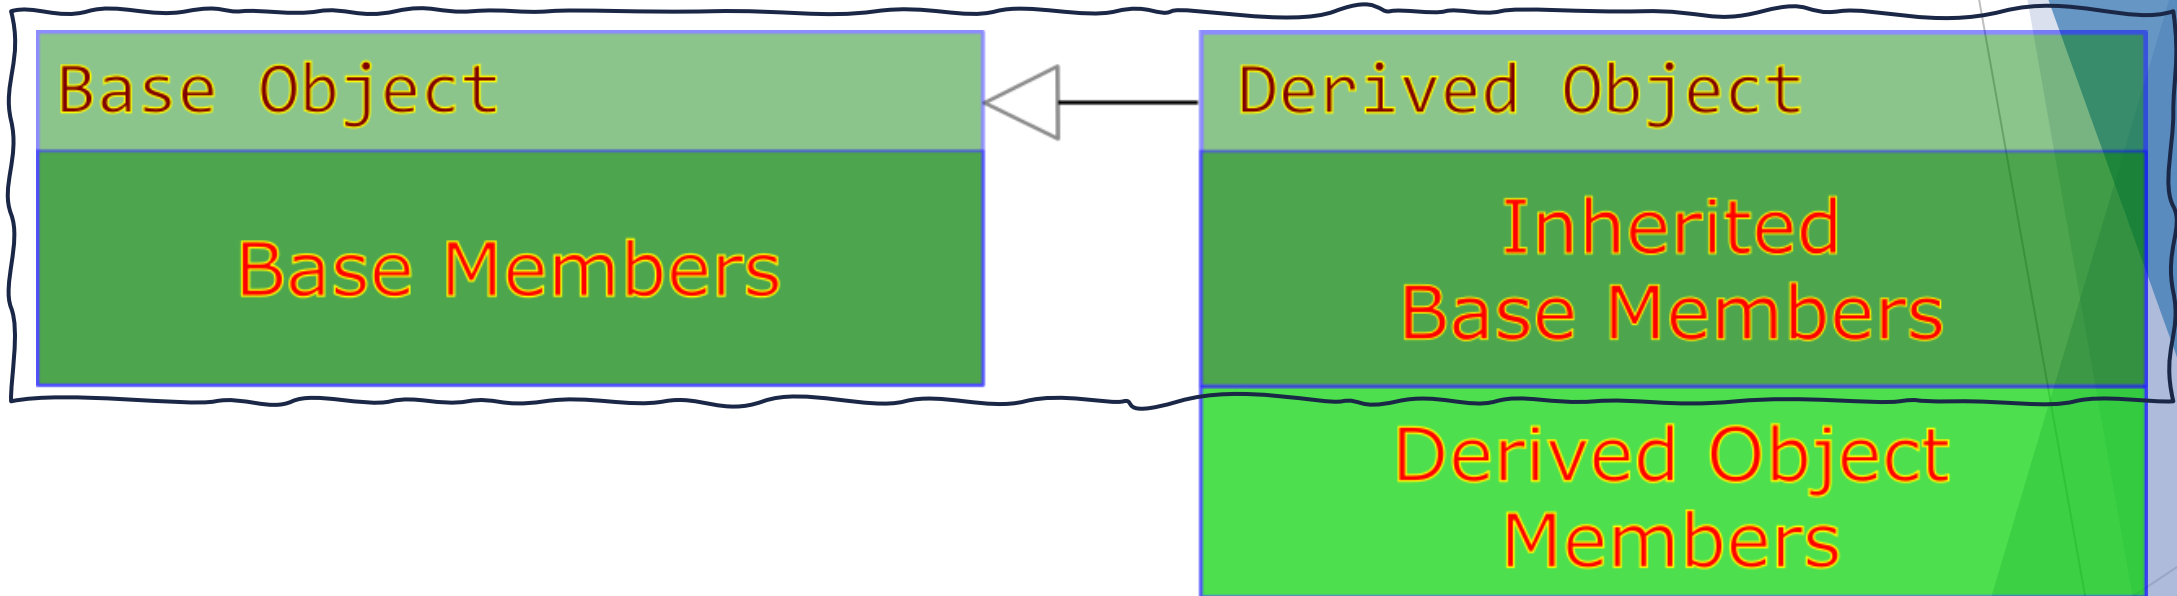 Base Object
Base Members
Derived Object
Inherited
Base Members
Derived Object
Members